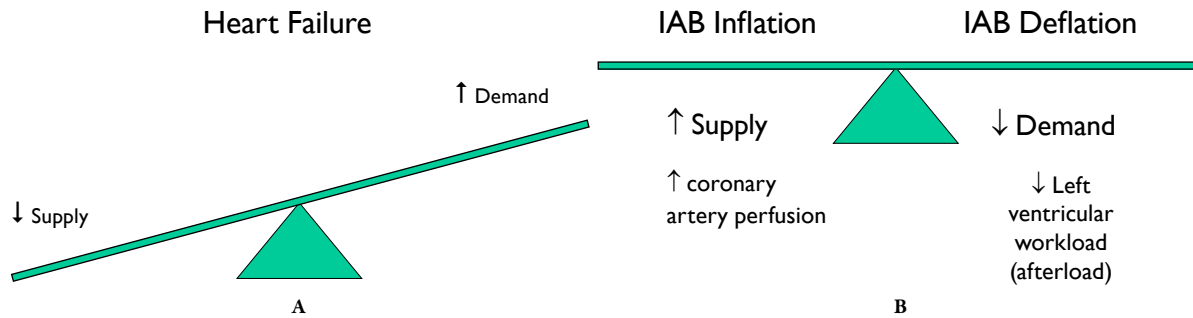 Heart Failure
↑ Demand
↓ Supply
A
IAB Inflation
IAB Deflation
↑ Supply
↓ Demand
↑ coronary
artery perfusion
↓ Left
ventricular
workload
(afterload)
B